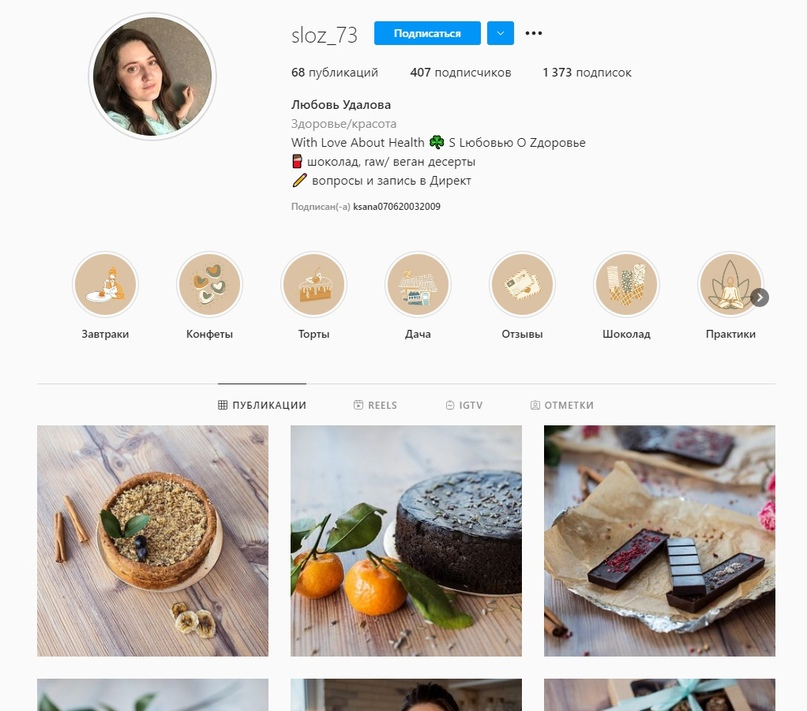 sloz_73 Подписаться
68 публикаций 407 подписчиков 1 373 подписок
Любовь Удалова
Здоровье/красота
With Love About Health ☘️ S Lюбовью O Zдоровье
🍫 шоколад, raw/ веган десерты
✏️ вопросы и запись в Директ
Подписан(-а) ksana070620032009
Завтраки Конфеты Торты Дача Отзывы Шоколад Практики
ПУБЛИКАЦИИ REELS IGTV ОТМЕТКИ